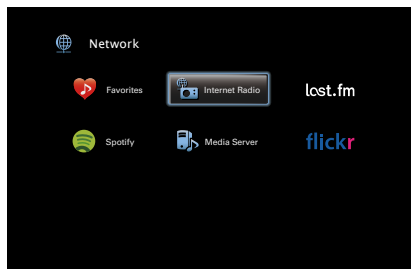 Network
Favorites
Internet Radio
last.fm
Spotify
Media Server
flickr